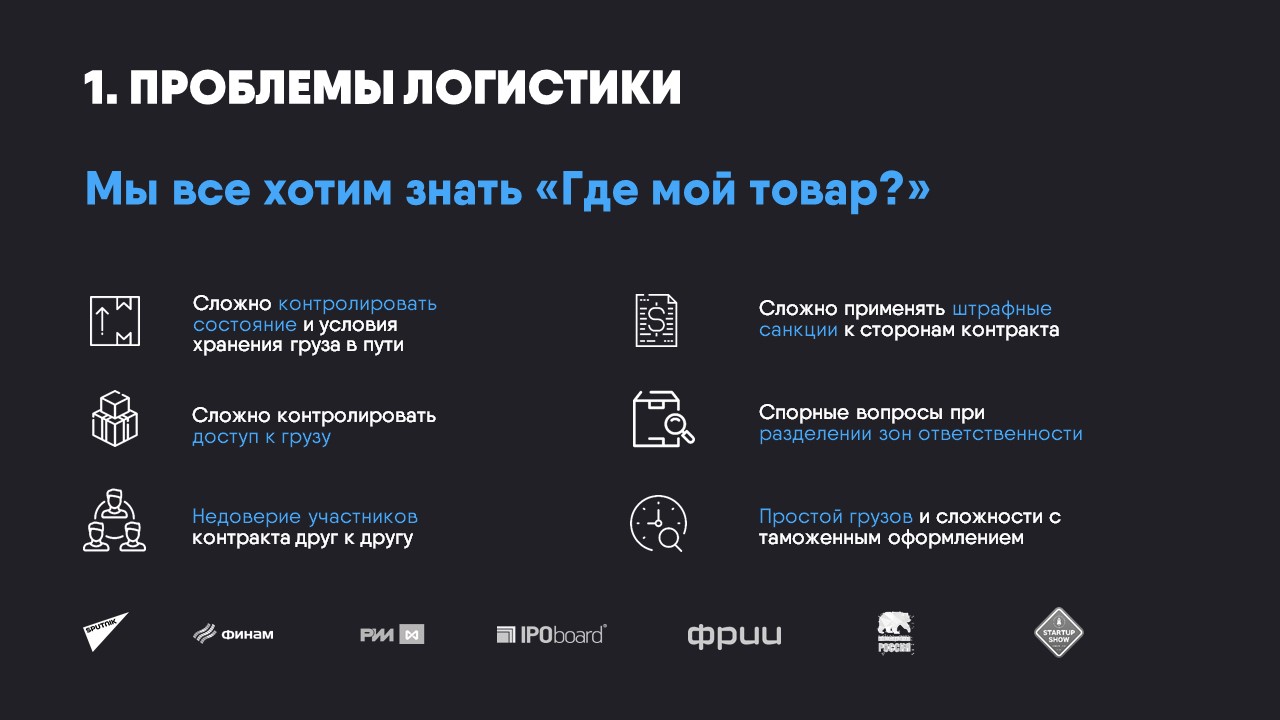 1. ПРОБЛЕМЫ ЛОГИСТИКИ
Мы все хотим знать «Где мой товар?»
Сложно контролировать
состояние и условия
хранения груза в пути
Сложно применять штрафные
санкции к сторонам контракта
Сложно контролировать
доступ к грузу
Спорные вопросы при
разделении зон ответственности
Недоверие участников
контракта друг к другу
Простой грузов и сложности с
таможенным оформлением
SPUTNIK
ФИНАМ
РИИ
IPOboard®
фрии
РОССИИ
STARTUP
SHOW